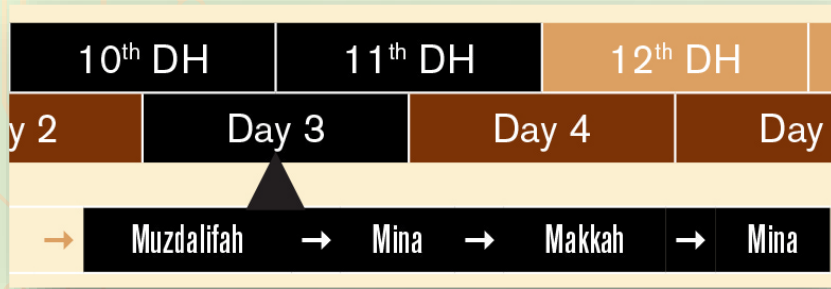 10th DH 11th DH 12th DH
y 2 Day 3 Day 4 Day
→ Muzdalifah → Mina → Makkah → Mina